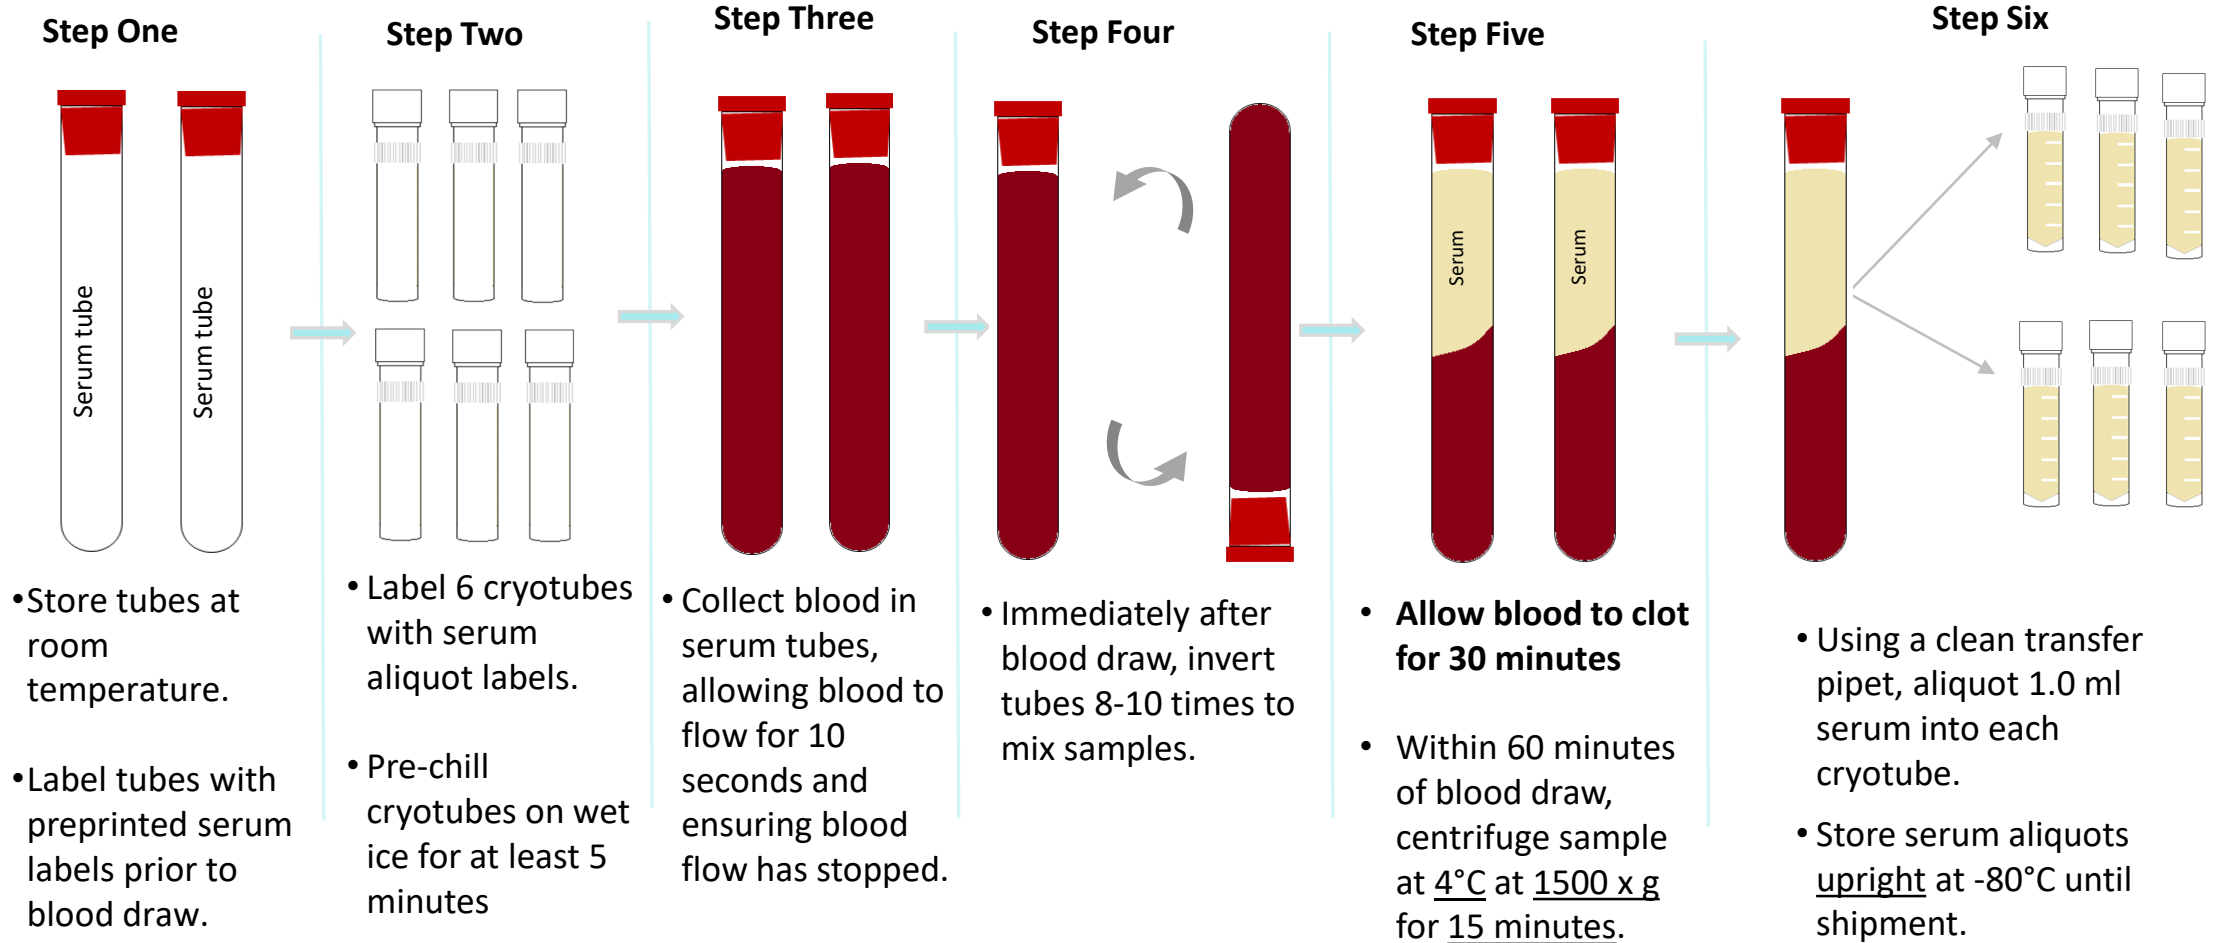 Step One
Serum tube
Serum tube
•Store tubes at
room
temperature.
•Label tubes with
preprinted serum
labels prior to
blood draw.
Step Two
• Label 6 cryotubes
with serum
aliquot labels.
• Pre-chill
cryotubes on wet
ice for at least 5
minutes
Step Three
• Collect blood in
serum tubes,
allowing blood to
flow for 10
seconds and
ensuring blood
flow has stopped.
Step Four
• Immediately after
blood draw, invert
tubes 8-10 times to
mix samples.
Step Five
Serum
Serum
• Allow blood to clot
for 30 minutes
• Within 60 minutes
of blood draw,
centrifuge sample
at 4°C at 1500 x g
for 15 minutes.
Step Six
• Using a clean transfer
pipet, aliquot 1.0 ml
serum into each
cryotube.
• Store serum aliquots
upright at -80°C until
shipment.